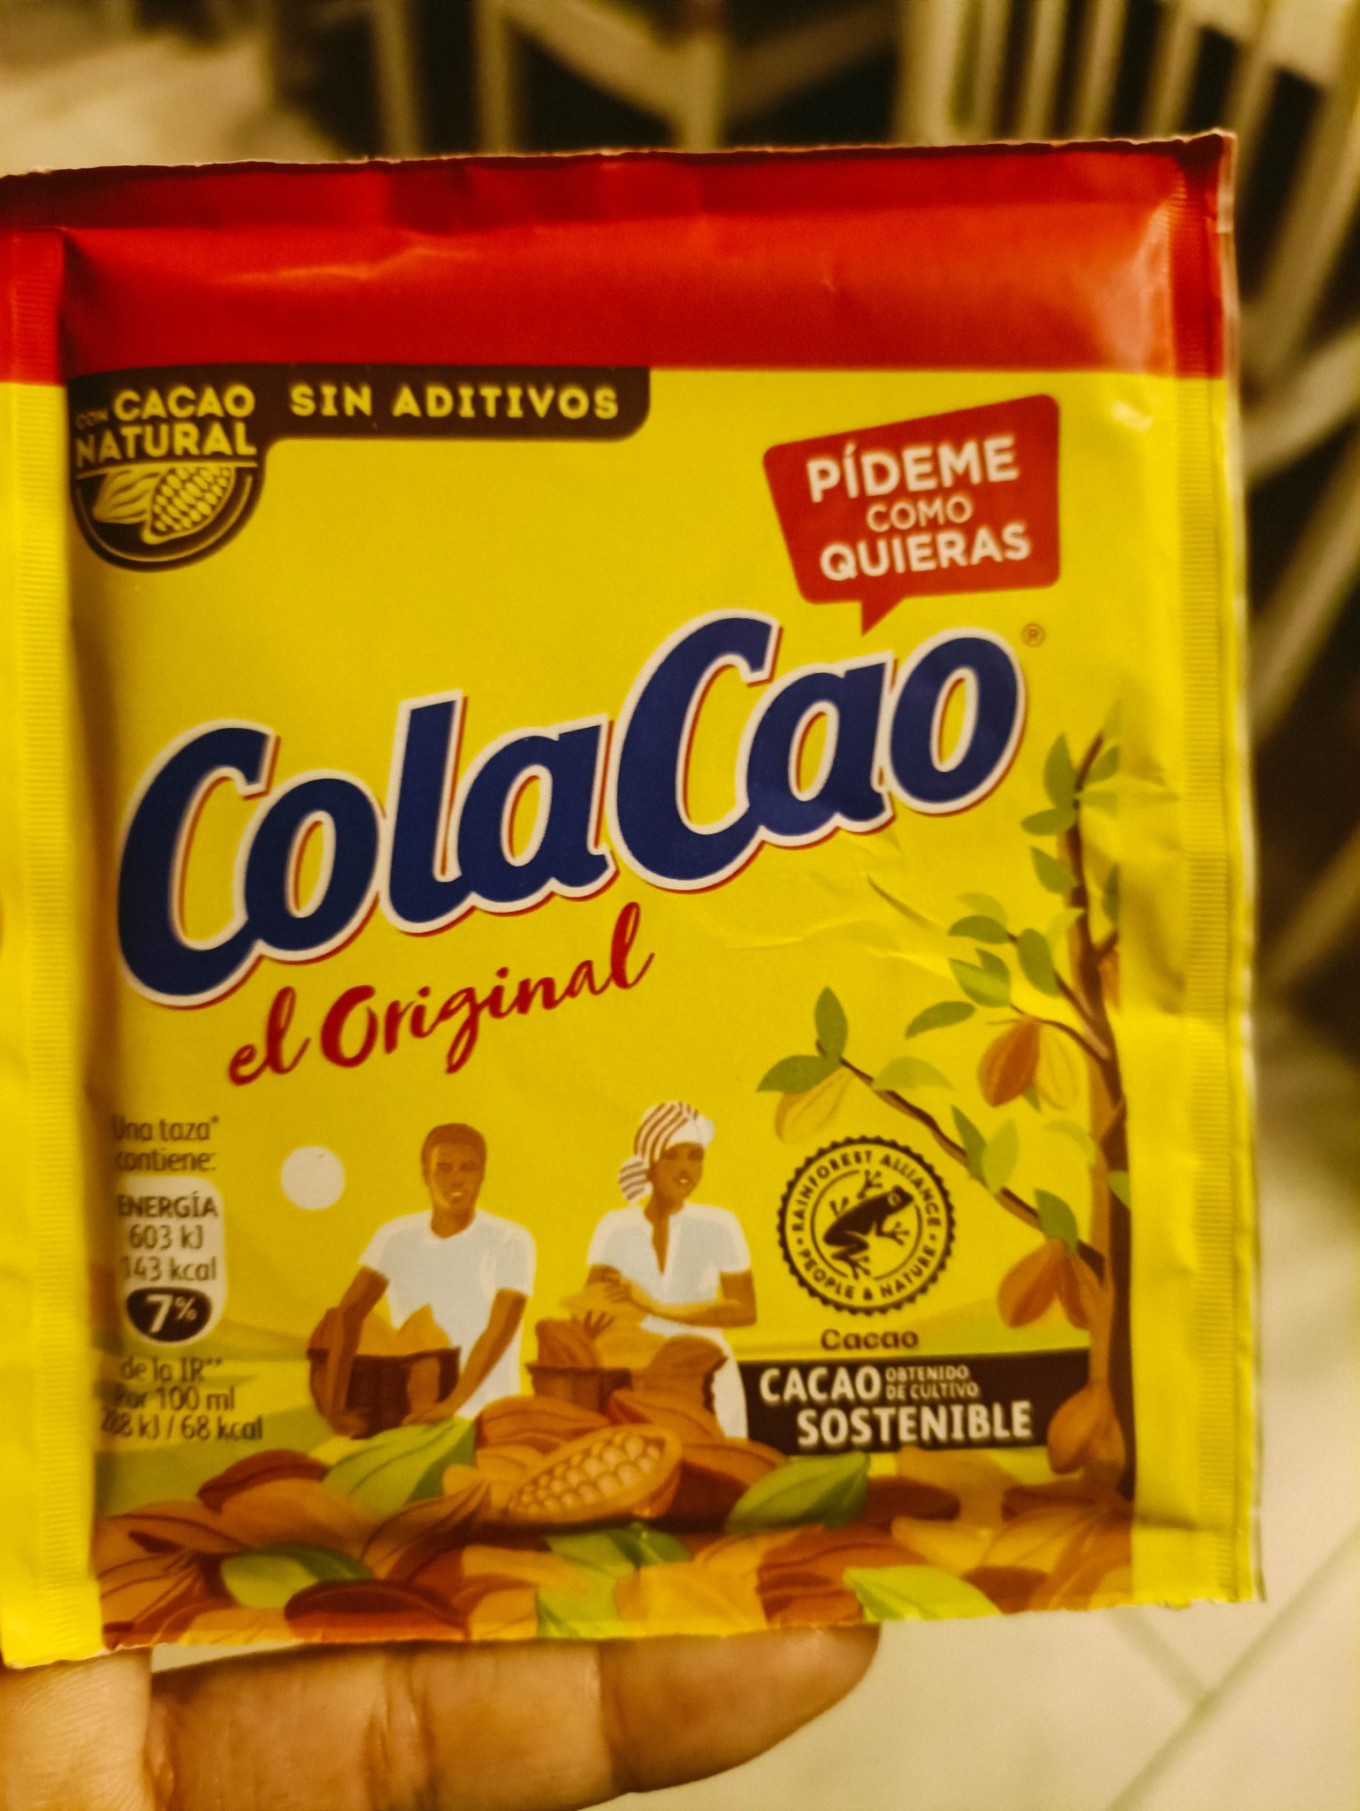 CON CACAO
NATURAL
SIN ADITIVOS
PÍDEME
COMO
QUIERAS
ColaCao®
el Original
Una taza*
contiene:
ENERGÍA
603 kJ
143 kcal
7%
de la IR**
Por 100 ml
/ 68 kcal
RAINFOREST ALLIANCE
PEOPLE & NATURE
Cacao
CACAO OBTENIDO
DE CULTIVO
SOSTENIBLE